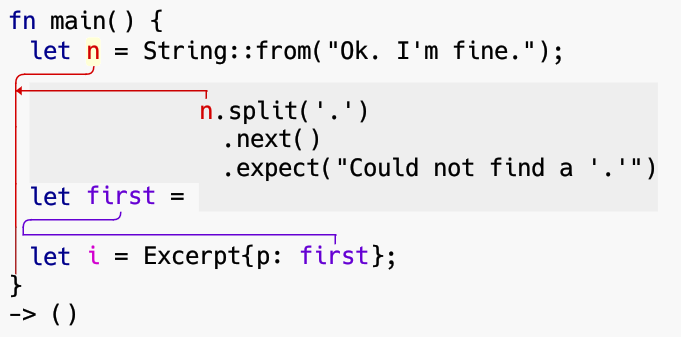 fn main() {
let n = String::from("Ok. I'm fine.");
n.split('.')
.next()
.expect("Could not find a '.'")
let first =
let i = Excerpt{p: first};
}
-> ()